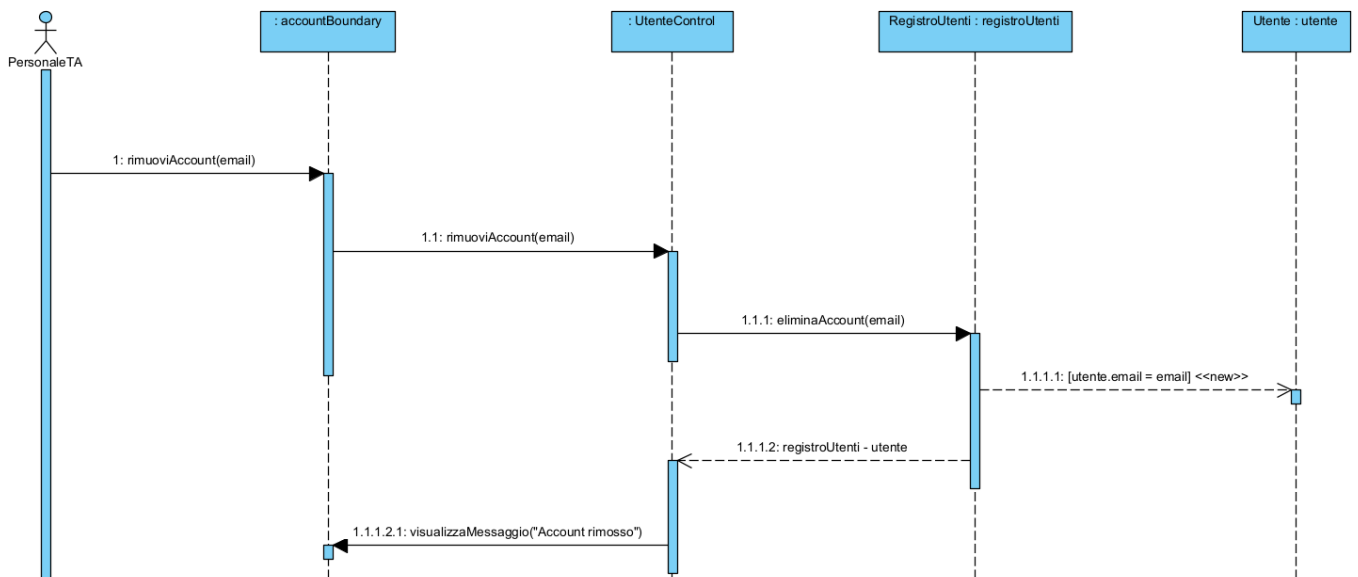 : accountBoundary
: UtenteControl
RegistroUtenti : registroUtenti
Utente : utente
PersonaleTA
1: rimuoviAccount(email)
1.1: rimuoviAccount(email)
1.1.1: eliminaAccount(email)
1.1.1.1: [utente.email = email] <<new>>
1.1.1.2: registroUtenti - utente
1.1.1.2.1: visualizzaMessaggio("Account rimosso")